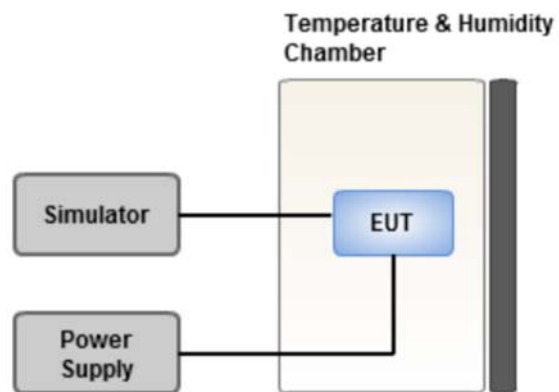 Temperature & Humidity
Chamber
Simulator
EUT
Power
Supply